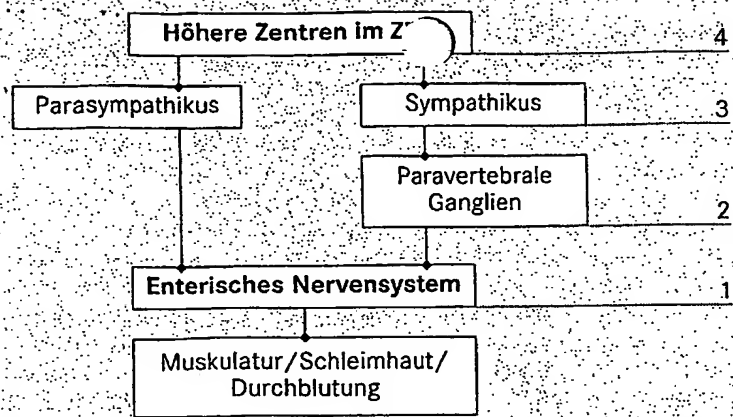 Höhere Zentren im
4
Parasympathikus
Sympathikus
3
Paravertebrale
Ganglien
2
Enterisches Nervensystem
1
Muskulatur/Schleimhaut/
Durchblutung